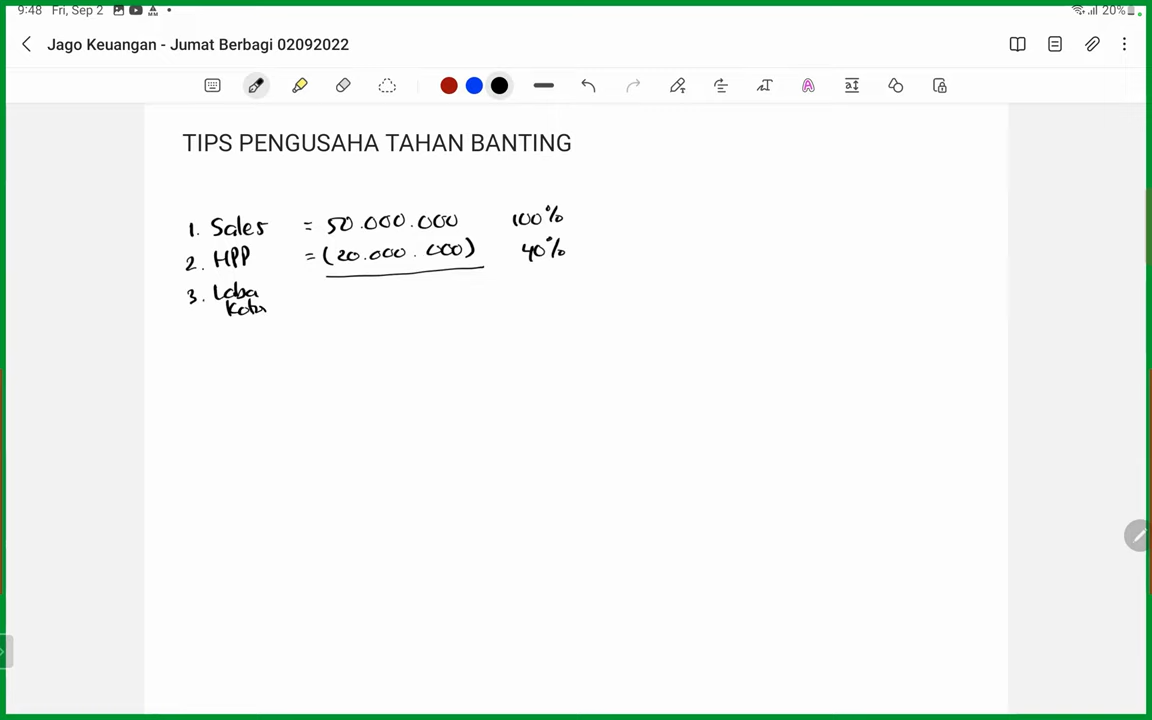 9:48 Fri, Sep 2
20%
Jago Keuangan - Jumat Berbagi 02092022
TIPS PENGUSAHA TAHAN BANTING
1. Sales = 50.000.000 100%
2. HPP = (20.000.000) 40%
3. Laba
Kotor